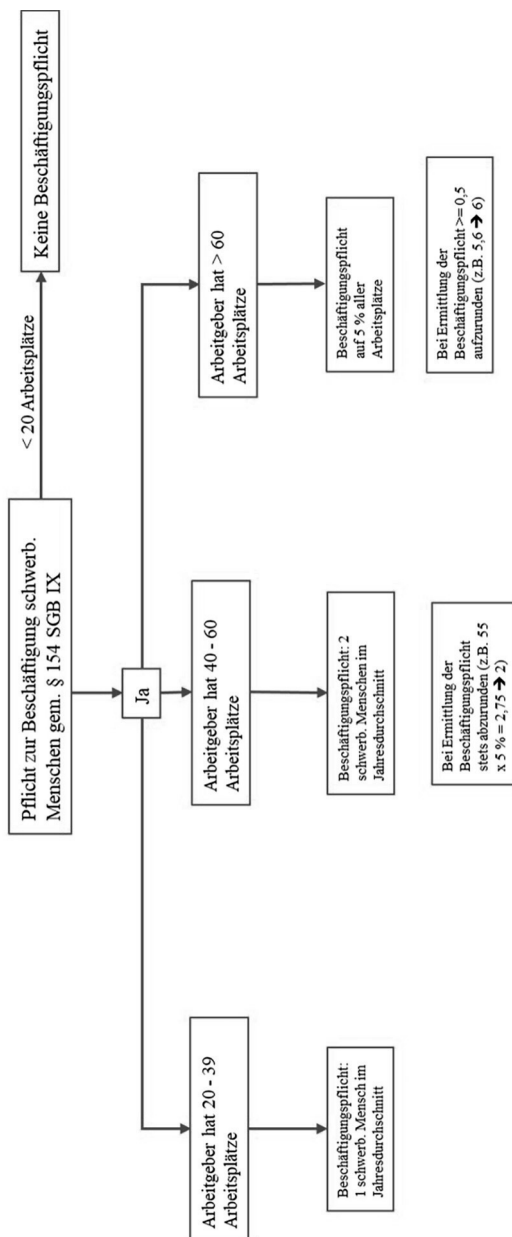 Pflicht zur Beschäftigung schwerb.
Menschen gem. § 154 SGB IX
< 20 Arbeitsplätze
Keine Beschäftigungspflicht
Ja
Arbeitgeber hat 20 - 39
Arbeitsplätze
Arbeitgeber hat 40 - 60
Arbeitsplätze
Arbeitgeber hat > 60
Arbeitsplätze
Beschäftigungspflicht:
1 schwerb. Mensch im
Jahresdurchschnitt
Beschäftigungspflicht: 2
schwerb. Menschen im
Jahresdurchschnitt
Beschäftigungspflicht
auf 5 % aller
Arbeitsplätze
Bei Ermittlung der
Beschäftigungspflicht
stets abzurunden (z.B. 55
x 5 % = 2,75 → 2)
Bei Ermittlung der
Beschäftigungspflicht >= 0,5
aufzurunden (z.B. 5,6 → 6)